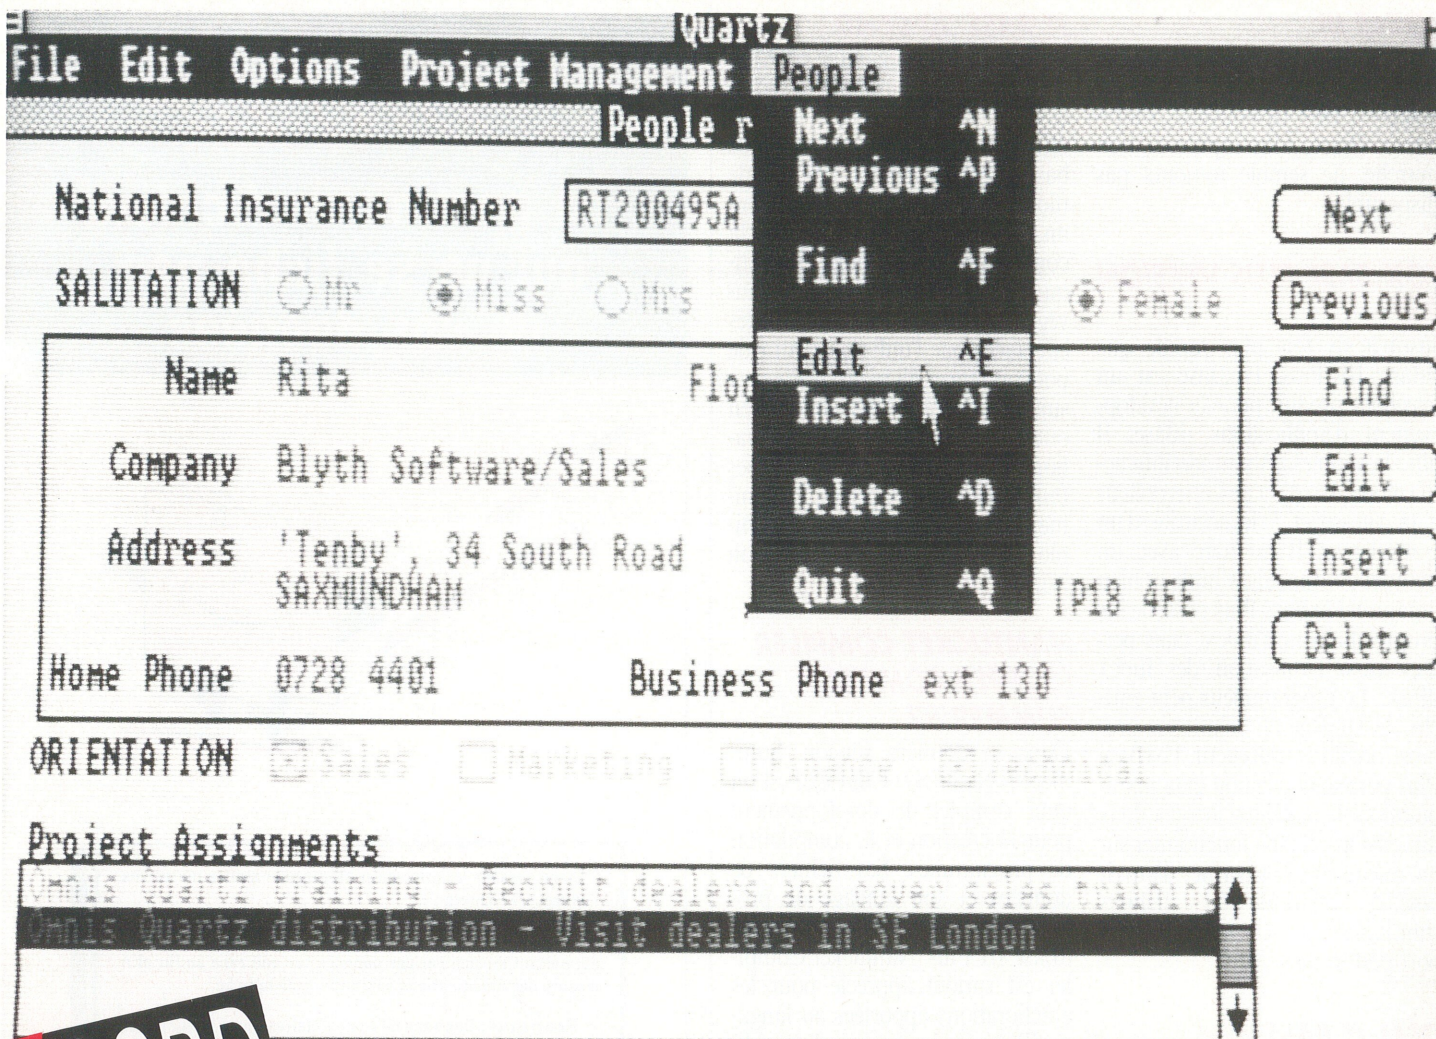 Quartz
File Edit Options Project Management People
People r
Next ^N
Previous ^P
Find ^F
Edit ^E
Insert ^I
Delete ^D
Quit ^Q
National Insurance Number RT200495A
SALUTATION Mr Miss Mrs Female
Name Rita Floo
Company Blyth Software/Sales
Address 'Tenby', 34 South Road
SAXMUNDHAM IP18 4FE
Home Phone 0728 4401 Business Phone ext 130
Next
Previous
Find
Edit
Insert
Delete
ORIENTATION Sales Marketing Finance Technical
Project Assignments
Omnis Quartz training - Recruit dealers and cover sales training
Omnis Quartz distribution - Visit dealers in SE London